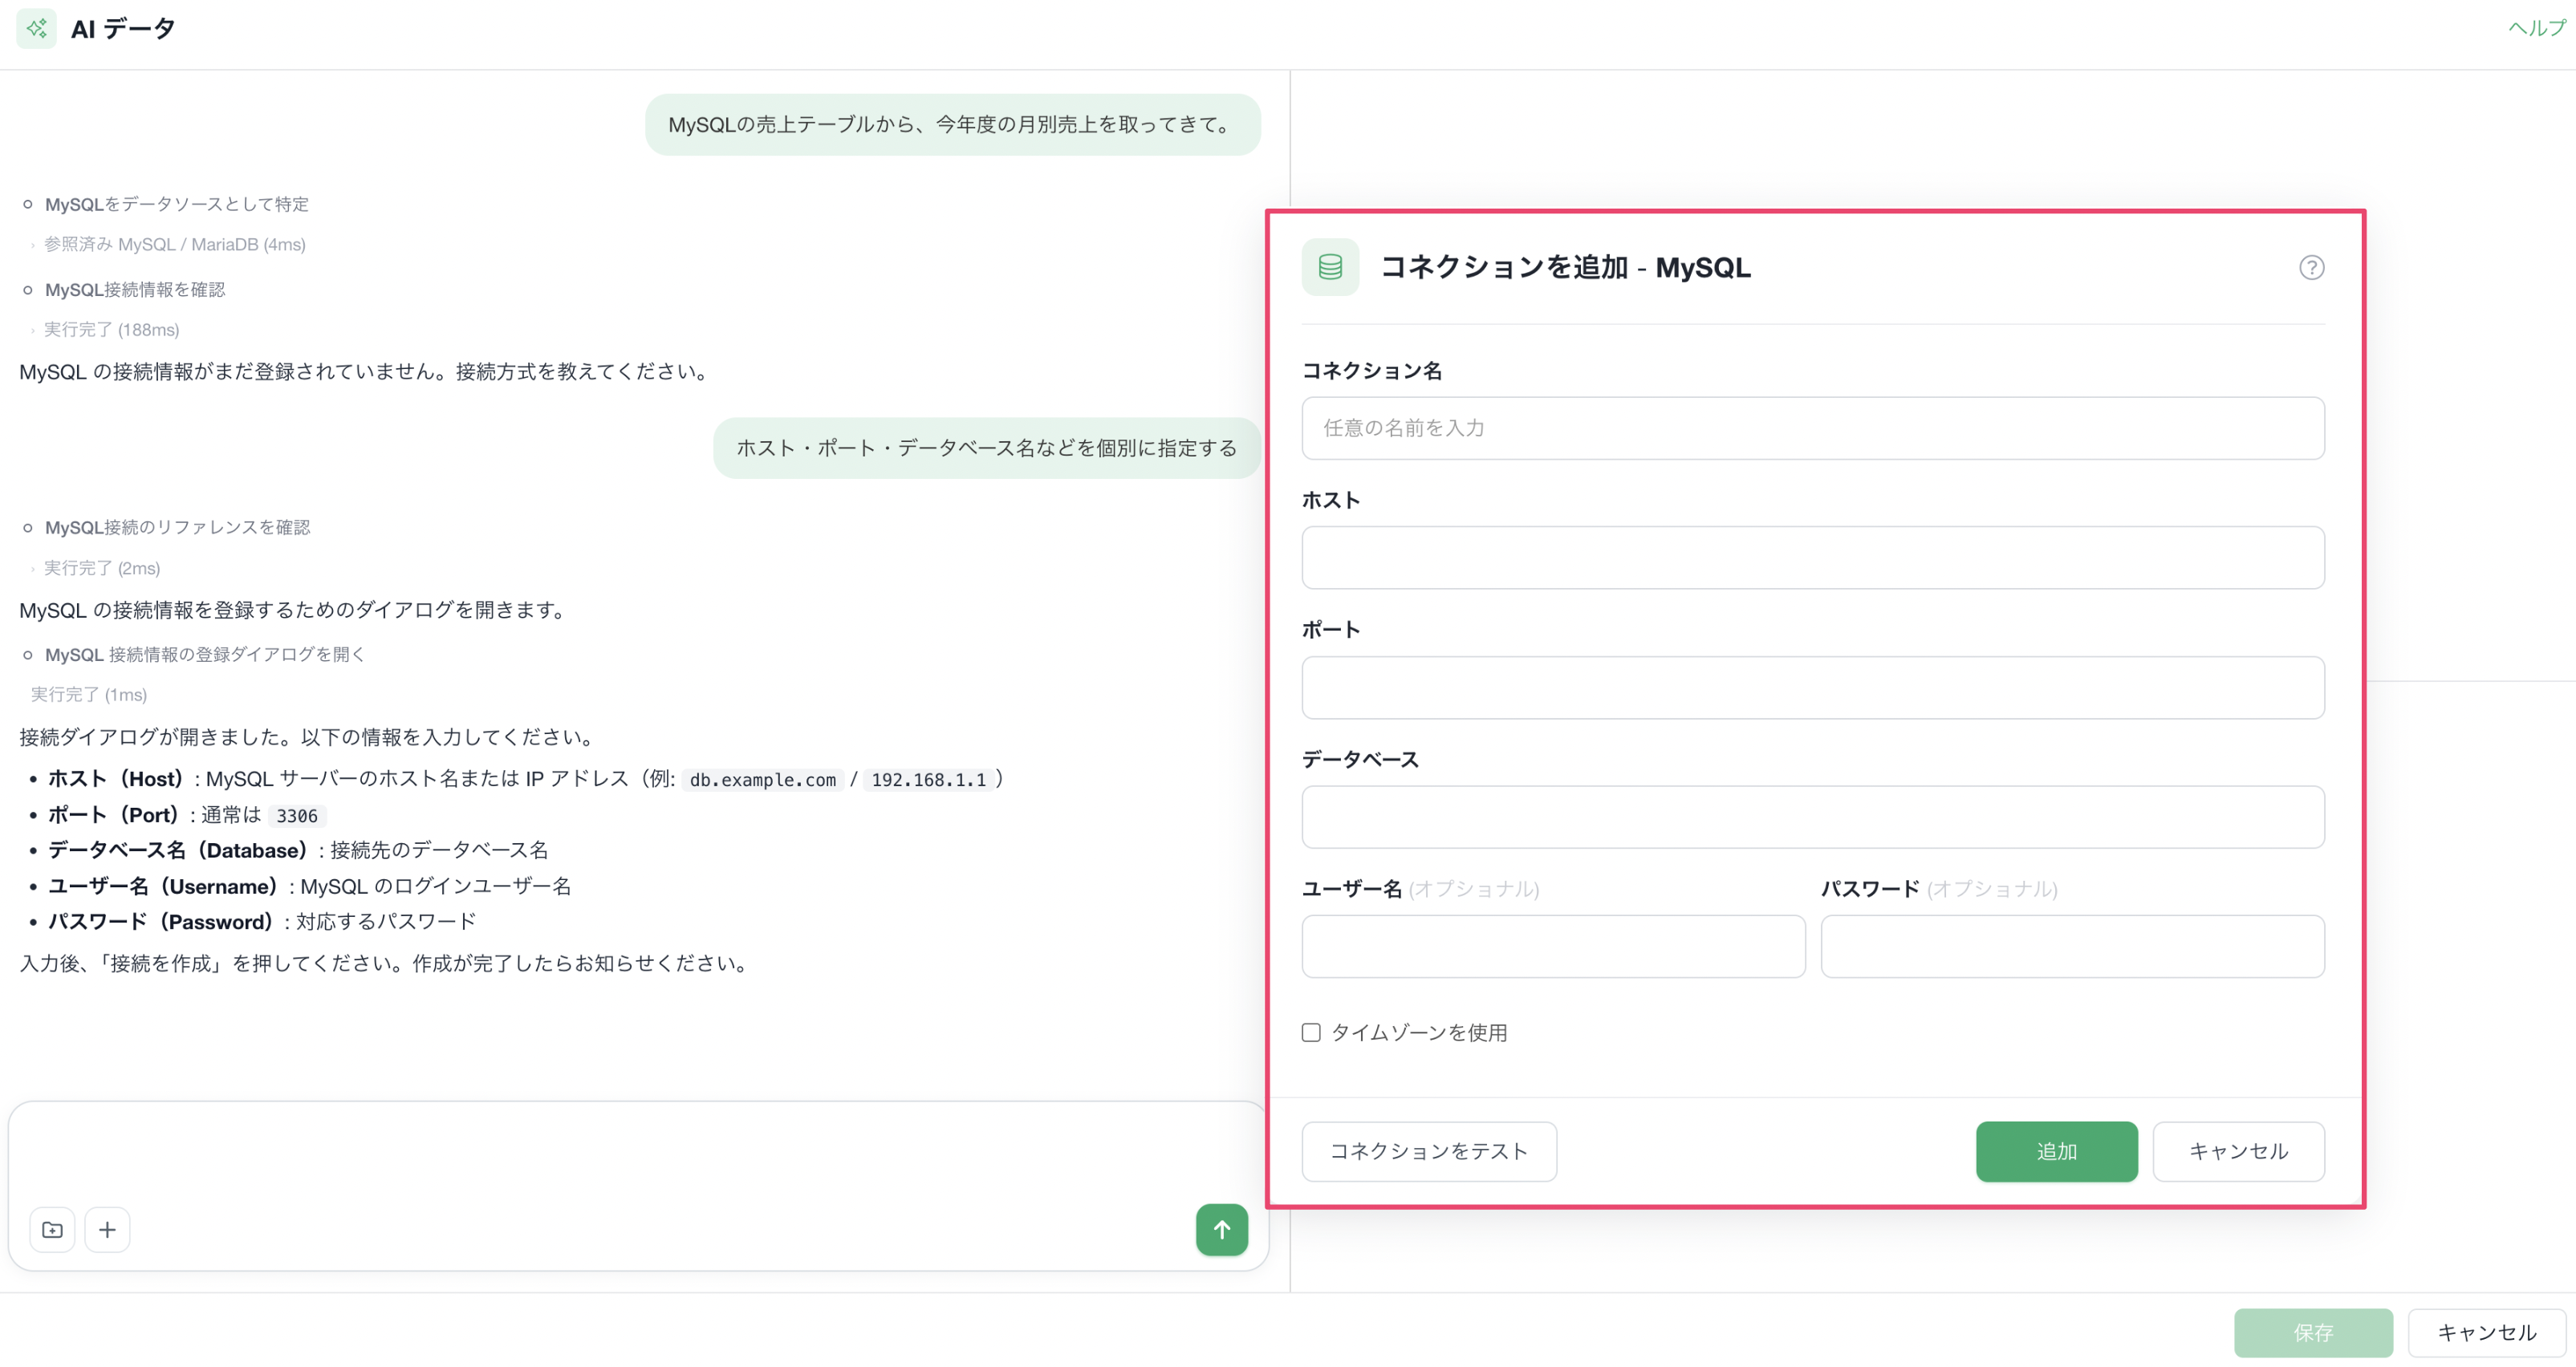 AI データ
ヘルプ
MySQLの売上テーブルから、今年度の月別売上を取ってきて。
MySQLをデータソースとして特定
参照済み MySQL / MariaDB (4ms)
MySQL接続情報を確認
実行完了 (188ms)
MySQL の接続情報がまだ登録されていません。接続方式を教えてください。
ホスト・ポート・データベース名などを個別に指定する
MySQL接続のリファレンスを確認
実行完了 (2ms)
MySQL の接続情報を登録するためのダイアログを開きます。
MySQL 接続情報の登録ダイアログを開く
実行完了 (1ms)
接続ダイアログが開きました。以下の情報を入力してください。
• ホスト（Host）: MySQL サーバーのホスト名または IP アドレス（例: db.example.com / 192.168.1.1 ）
• ポート（Port）: 通常は 3306
• データベース名（Database）: 接続先のデータベース名
• ユーザー名（Username）: MySQL のログインユーザー名
• パスワード（Password）: 対応するパスワード
入力後、「接続を作成」を押してください。作成が完了したらお知らせください。
コネクションを追加 - MySQL
コネクション名
任意の名前を入力
ホスト
ポート
データベース
ユーザー名 (オプショナル)
パスワード (オプショナル)
タイムゾーンを使用
コネクションをテスト
追加
キャンセル
保存
キャンセル